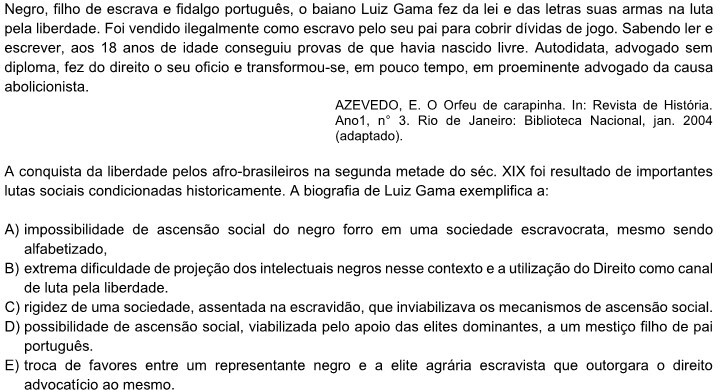 Negro, filho de escrava e fidalgo português, o baiano Luiz Gama fez da lei e das letras suas armas na luta
pela liberdade. Foi vendido ilegalmente como escravo pelo seu pai para cobrir dívidas de jogo. Sabendo ler e
escrever, aos 18 anos de idade conseguiu provas de que havia nascido livre. Autodidata, advogado sem
diploma, fez do direito o seu oficio e transformou-se, em pouco tempo, em proeminente advogado da causa
abolicionista.
AZEVEDO, E. O Orfeu de carapinha. In: Revista de História.
Ano1, n° 3. Rio de Janeiro: Biblioteca Nacional, jan. 2004
(adaptado).
A conquista da liberdade pelos afro-brasileiros na segunda metade do séc. XIX foi resultado de importantes
lutas sociais condicionadas historicamente. A biografia de Luiz Gama exemplifica a:
A) impossibilidade de ascensão social do negro forro em uma sociedade escravocrata, mesmo sendo
alfabetizado,
B) extrema dificuldade de projeção dos intelectuais negros nesse contexto e a utilização do Direito como canal
de luta pela liberdade.
C) rigidez de uma sociedade, assentada na escravidão, que inviabilizava os mecanismos de ascensão social.
D) possibilidade de ascensão social, viabilizada pelo apoio das elites dominantes, a um mestiço filho de pai
português.
E) troca de favores entre um representante negro e a elite agrária escravista que outorgara o direito
advocatício ao mesmo.